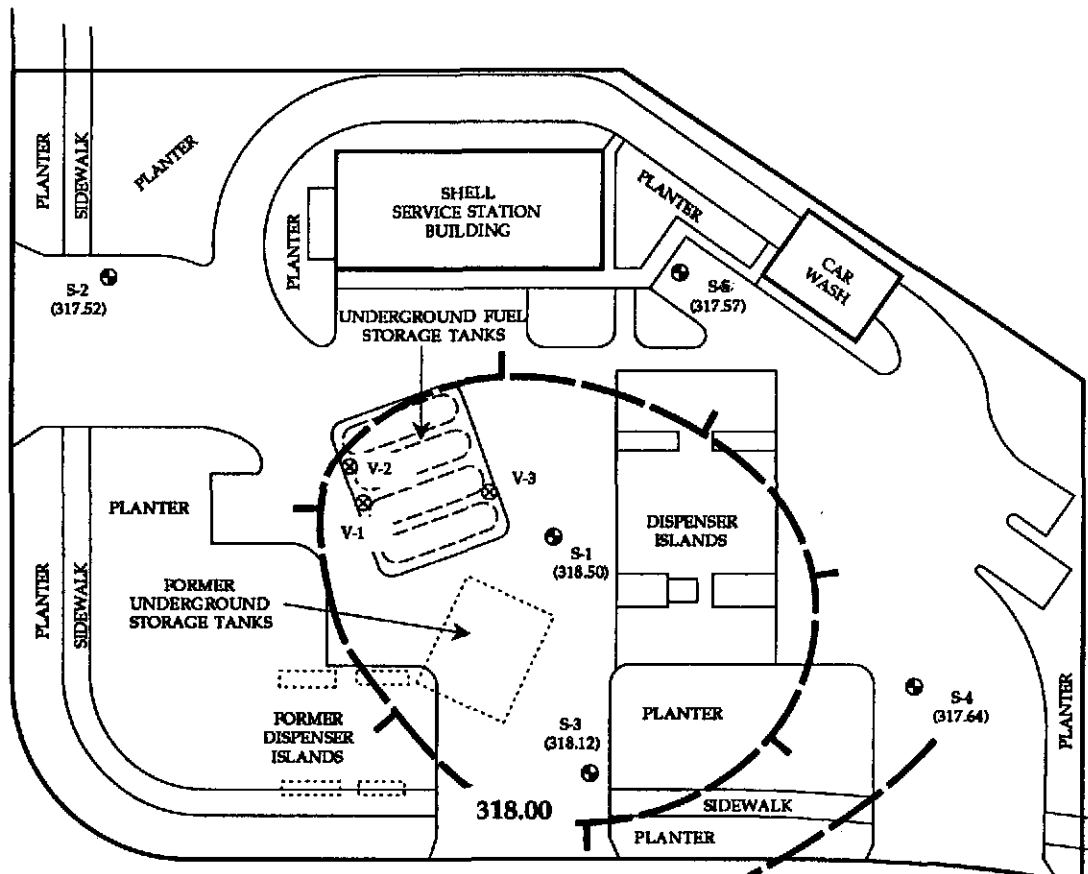 PLANTER
SIDEWALK
PLANTER
SHELL
SERVICE STATION
BUILDING
PLANTER
PLANTER
CAR
WASH
S-2
(317.52)
(317.57)
UNDERGROUND FUEL
STORAGE TANKS
V-2
V-3
V-1
PLANTER
S-1
(318.50)
DISPENSER
ISLANDS
PLANTER
SIDEWALK
FORMER
UNDERGROUND
STORAGE TANKS
FORMER
DISPENSER
ISLANDS
S-3
(318.12)
PLANTER
S-4
(317.64)
PLANTER
318.00
SIDEWALK
PLANTER